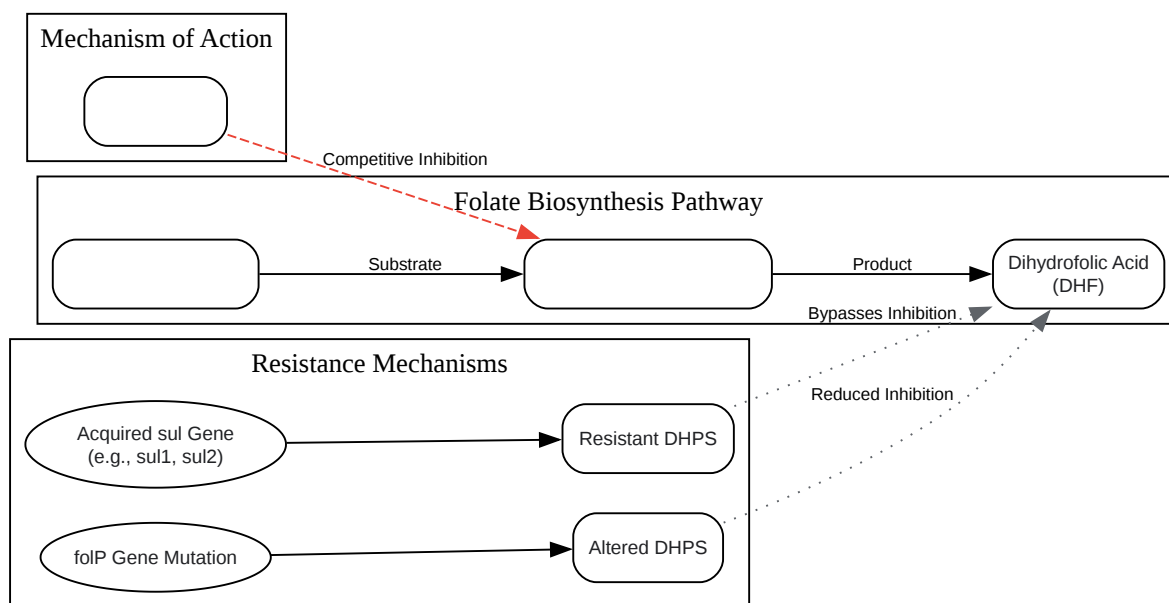 Mechanism of Action
Competitive Inhibition
Folate Biosynthesis Pathway
Substrate
Product
Dihydrofolic Acid
(DHF)
Bypasses Inhibition
Resistance Mechanisms
Reduced Inhibition
Acquired sul Gene
(e.g., sul1, sul2)
Resistant DHPS
folP Gene Mutation
Altered DHPS